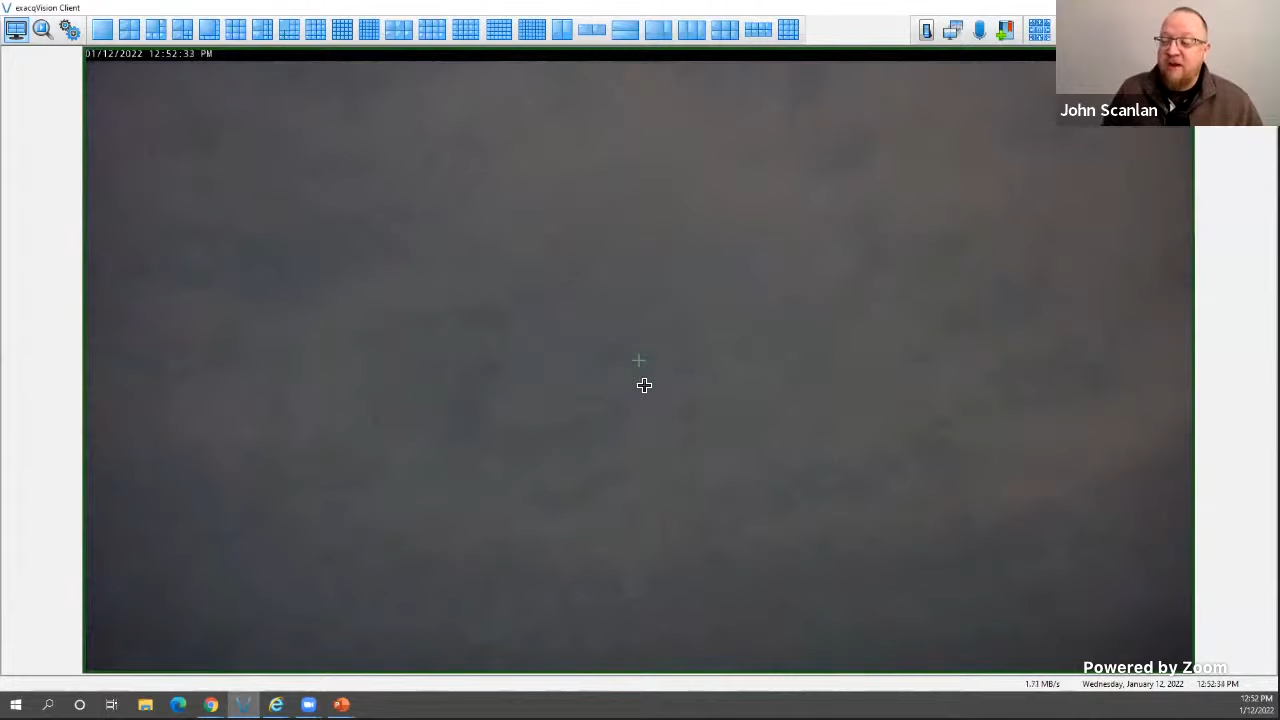 exacqVision Client
01/12/2022 12:52:33 PM
John Scanlan
Powered by Zoom
1.71 MB/s
Wednesday, January 12, 2022
12:52:34 PM
12:52 PM
1/12/2022